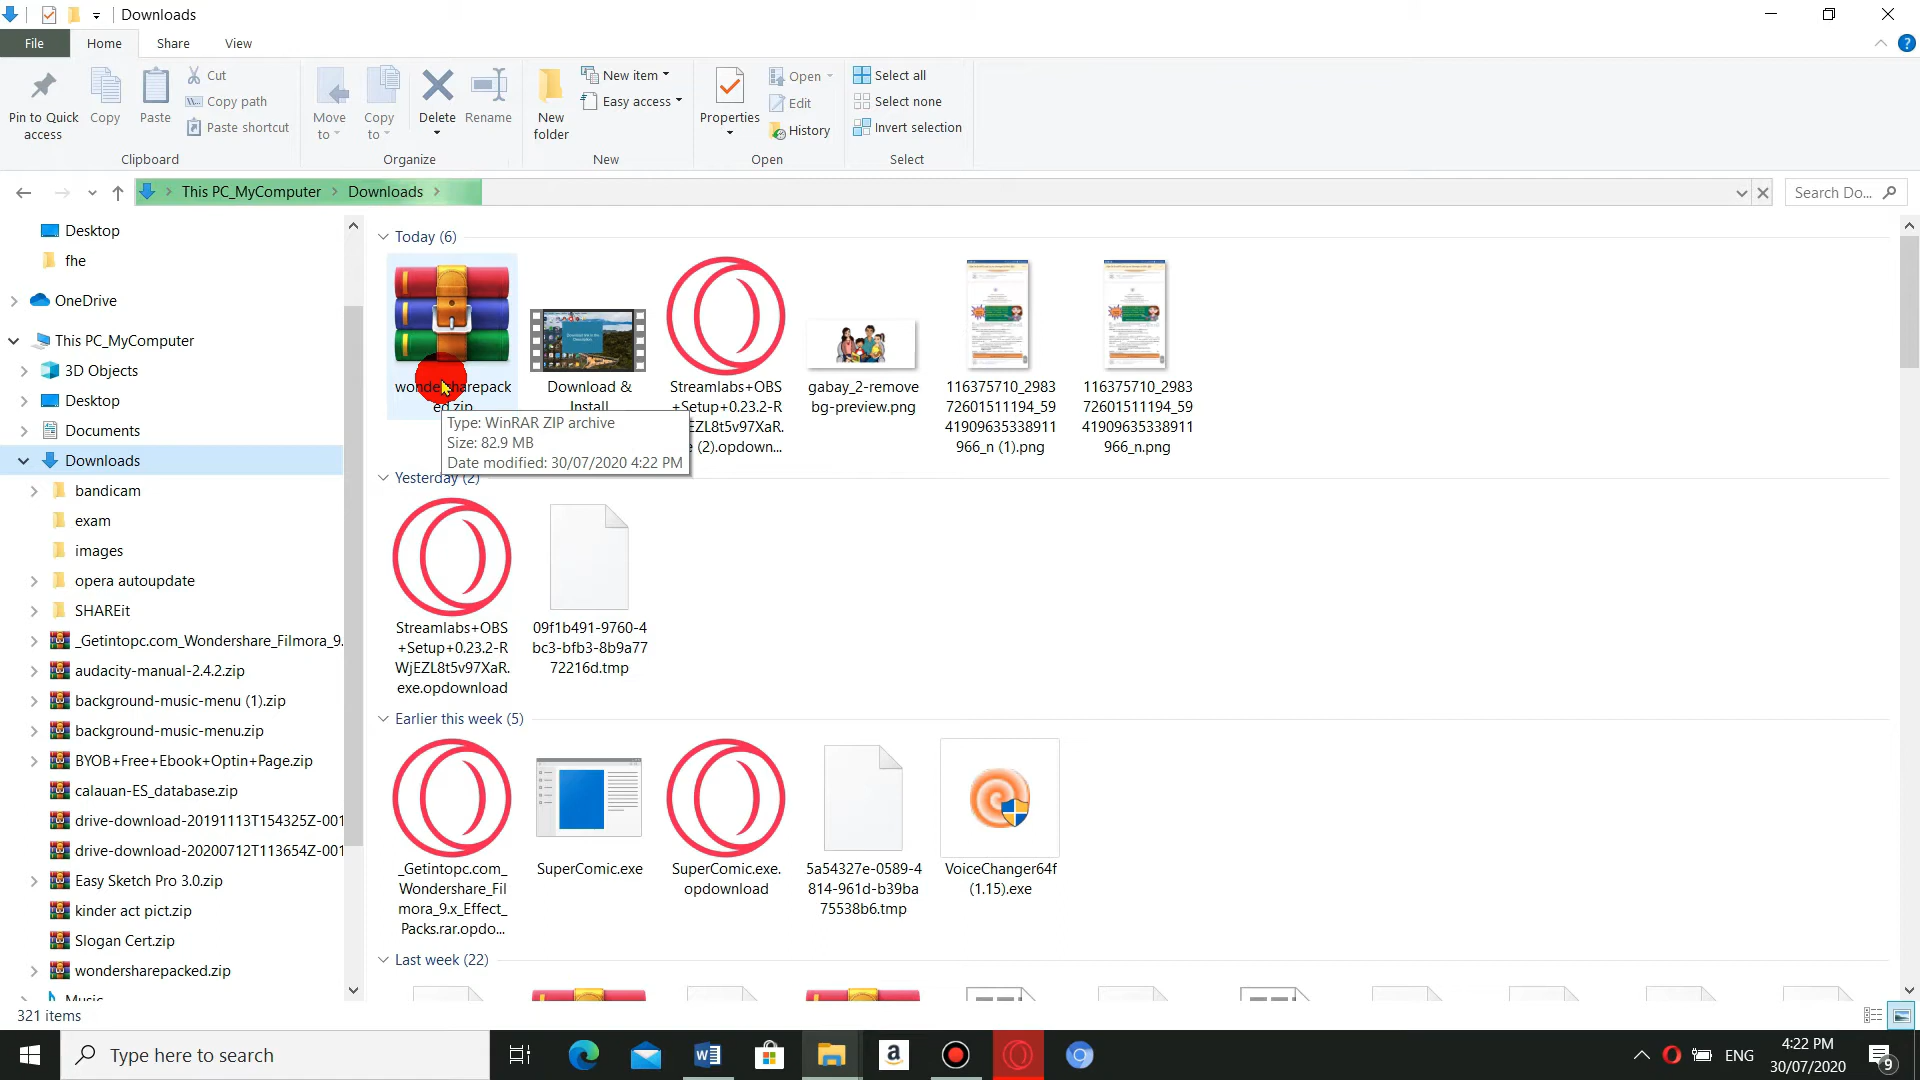 Downloads
File
Home
Share
View
Pin to Quick
access
Copy
Paste
Cut
Copy path
Paste shortcut
Clipboard
Move
to
Copy
to
Delete
Rename
Organize
New
folder
New item
Easy access
New
Properties
Open
Edit
History
Open
Select all
Select none
Invert selection
Select
This PC_MyComputer
Downloads
Search Do...
Desktop
fhe
OneDrive
This PC_MyComputer
3D Objects
Desktop
Documents
Downloads
bandicam
exam
images
opera autoupdate
SHAREit
_Getintopc.com_Wondershare_Filmora_9.
audacity-manual-2.4.2.zip
background-music-menu (1).zip
background-music-menu.zip
BYOB+Free+Ebook+Optin+Page.zip
calauan-ES_database.zip
drive-download-20191113T154325Z-001
drive-download-20200712T113654Z-001
Easy Sketch Pro 3.0.zip
kinder act pict.zip
Slogan Cert.zip
wondersharepacked.zip
Music
Today (6)
wondersharepack
ed.zip
Download &
Install
Streamlabs+OBS
+Setup+0.23.2-R
EZL8t5v97XaR.
e (2).opdown...
gabay_2-remove
bg-preview.png
116375710_2983
72601511194_59
41909635338911
966_n (1).png
116375710_2983
72601511194_59
41909635338911
966_n.png
Type: WinRAR ZIP archive
Size: 82.9 MB
Date modified: 30/07/2020 4:22 PM
Yesterday (2)
Streamlabs+OBS
+Setup+0.23.2-R
WjEZL8t5v97XaR.
exe.opdownload
09f1b491-9760-4
bc3-bfb3-8b9a77
72216d.tmp
Earlier this week (5)
_Getintopc.com_
Wondershare_Fil
mora_9.x_Effect_
Packs.rar.opdo...
SuperComic.exe
SuperComic.exe.
opdownload
5a54327e-0589-4
814-961d-b39ba
75538b6.tmp
VoiceChanger64f
(1.15).exe
Last week (22)
321 items
Type here to search
ENG
4:22 PM
30/07/2020
9